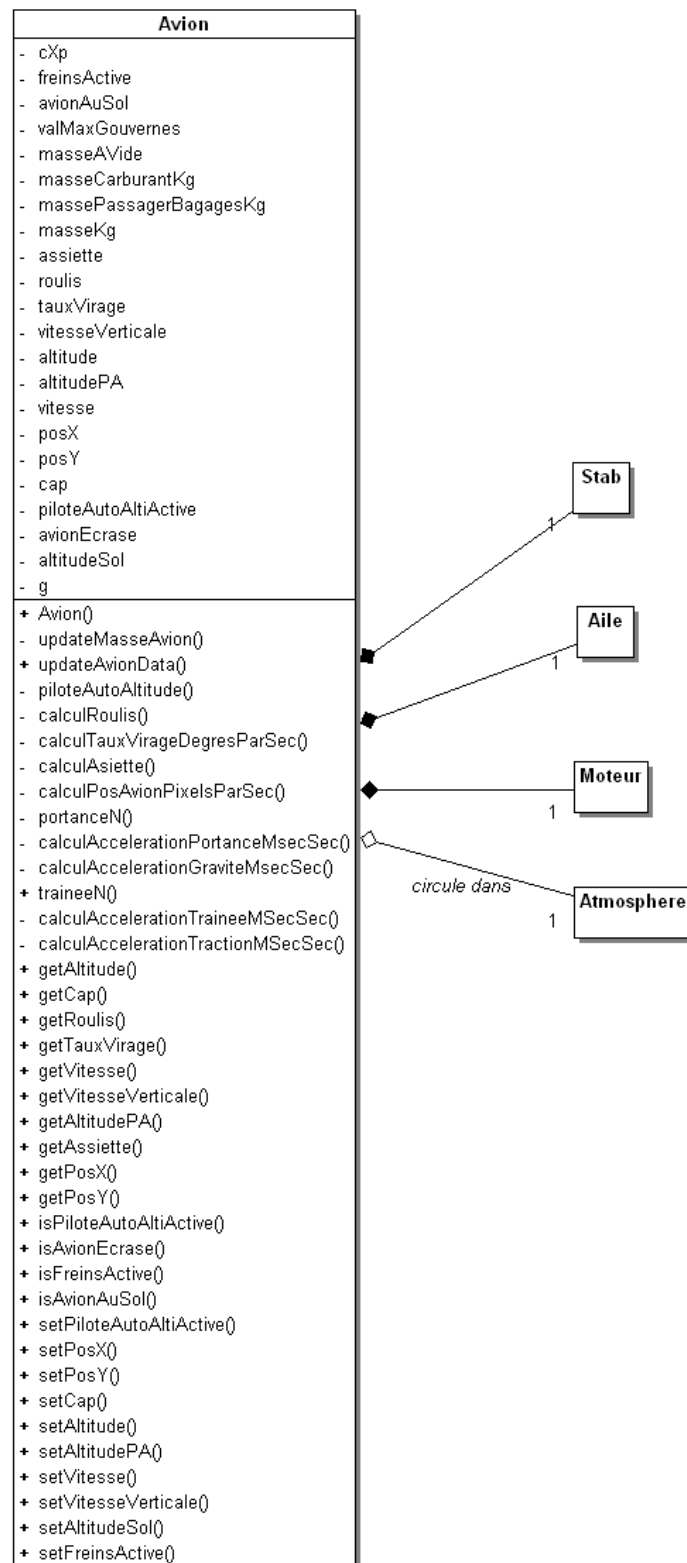 Avion
- cXp
- freinsActive
- avionAuSol
- valMaxGouvernes
- masseAVide
- masseCarburantKg
- massePassagerBagagesKg
- masseKg
- assiette
- roulis
- tauxVirage
- vitesseVerticale
- altitude
- altitudePA
- vitesse
- posX
- posY
- cap
- piloteAutoAltiActive
- avionEcrase
- altitudeSol
- g
+ Avion()
- updateMasseAvion()
+ updateAvionData()
- piloteAutoAltitude()
- calculRoulis()
- calculTauxVirageDegresParSec()
- calculAsiette()
- calculPosAvionPixelsParSec()
- portanceN()
- calculAccelerationPortanceMsecSec()
- calculAccelerationGraviteMsecSec()
+ traineeN()
- calculAccelerationTraineeMSecSec()
- calculAccelerationTractionMSecSec()
+ getAltitude()
+ getCap()
+ getRoulis()
+ getTauxVirage()
+ getVitesse()
+ getVitesseVerticale()
+ getAltitudePA()
+ getAssiette()
+ getPosX()
+ getPosY()
+ isPiloteAutoAltiActive()
+ isAvionEcrase()
+ isFreinsActive()
+ isAvionAuSol()
+ setPiloteAutoAltiActive()
+ setPosX()
+ setPosY()
+ setCap()
+ setAltitude()
+ setAltitudePA()
+ setVitesse()
+ setVitesseVerticale()
+ setAltitudeSol()
+ setFreinsActive()
Stab
1
Aile
1
Moteur
1
circule dans
Atmosphere
1